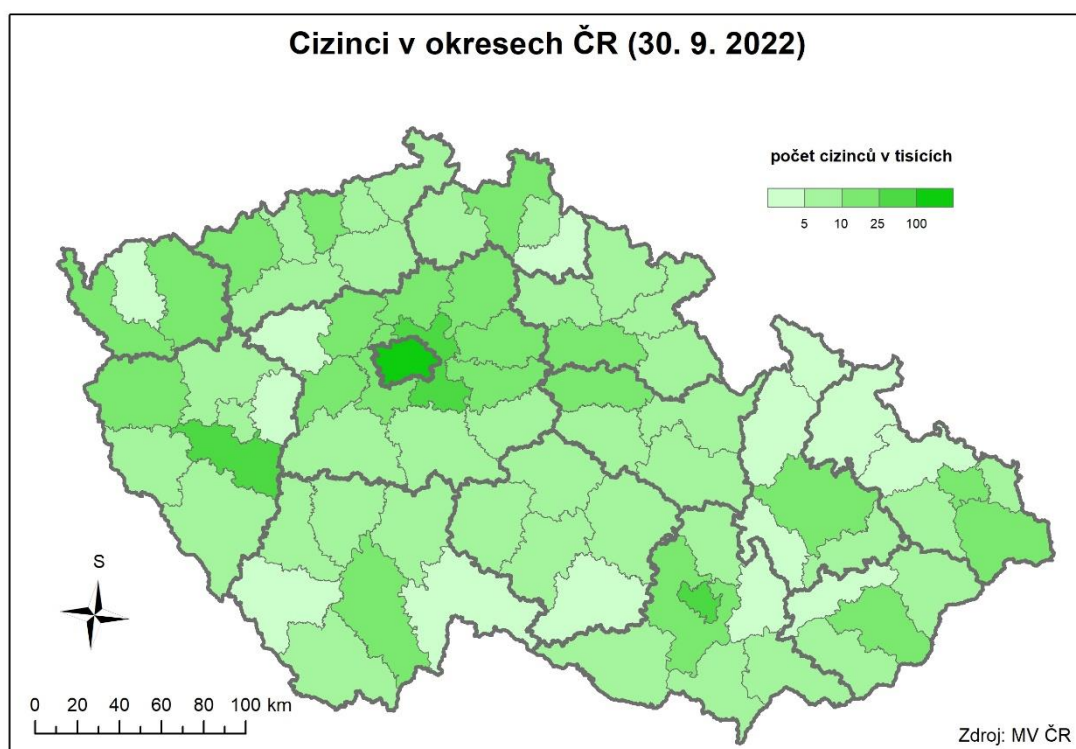 Cizinci v okresech ČR (30. 9. 2022)
počet cizinců v tisících
5 10 25 100
S
0 20 40 60 80 100 km
Zdroj: MV ČR